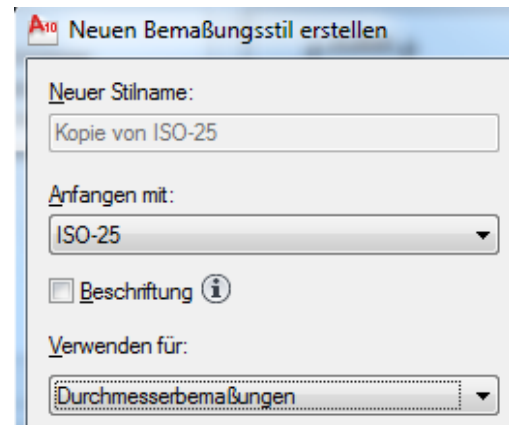 A10 Neuen Bemaßungsstil erstellen
Neuer Stilname:
Kopie von ISO-25
Anfangen mit:
ISO-25
Beschriftung i
Verwenden für:
Durchmesserbemaßungen